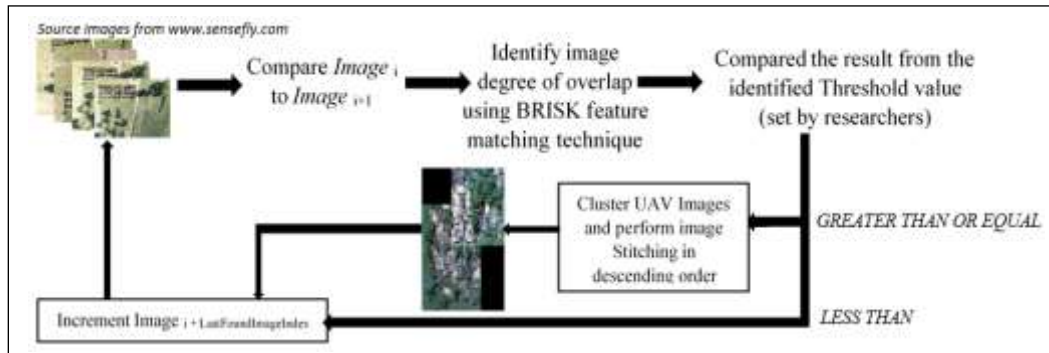 Source images from www.sensefly.com
Compare Image i
to Image i+1
Identify image
degree of overlap
using BRISK feature
matching technique
Compared the result from the
identified Threshold value
(set by researchers)
Cluster UAV Images
and perform image
Stitching in
descending order
GREATER THAN OR EQUAL
Increment Image i + LastFoundImageIndex
LESS THAN